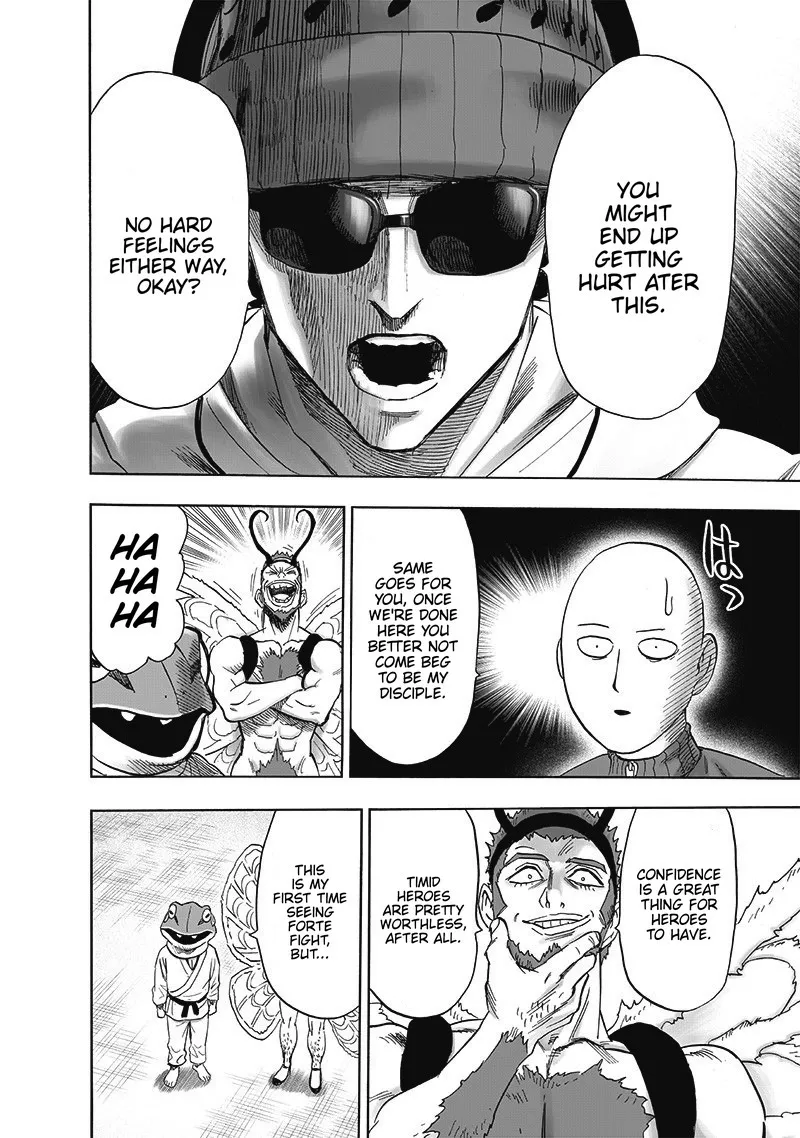 YOU
MIGHT
END UP
GETTING
HURT ATER
THIS.
NO HARD
FEELINGS
EITHER WAY,
OKAY?
はっ
SAME
GOES FOR
YOU, ONCE
WE'RE DONE
HERE YOU
BETTER NOT
COME BEG
TO BE MY
DISCIPLE.
HA
HA
HA
CONFIDENCE
IS A GREAT
THING FOR
HEROES
TO HAVE.
TIMID
HEROES
ARE PRETTY
WORTHLESS,
AFTER ALL.
THIS
IS MY
FIRST TIME
SEEING
FORTE
FIGHT,
BUT...